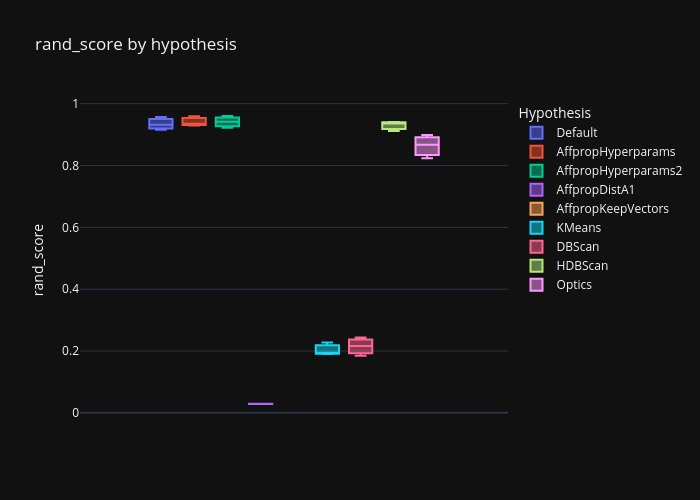 rand_score by hypothesis
1
0.8
0.6
0.4
0.2
0
rand_score
Hypothesis
Default
AffpropHyperparams
AffpropHyperparams2
AffpropDistA1
AffpropKeepVectors
KMeans
DBScan
HDBScan
Optics